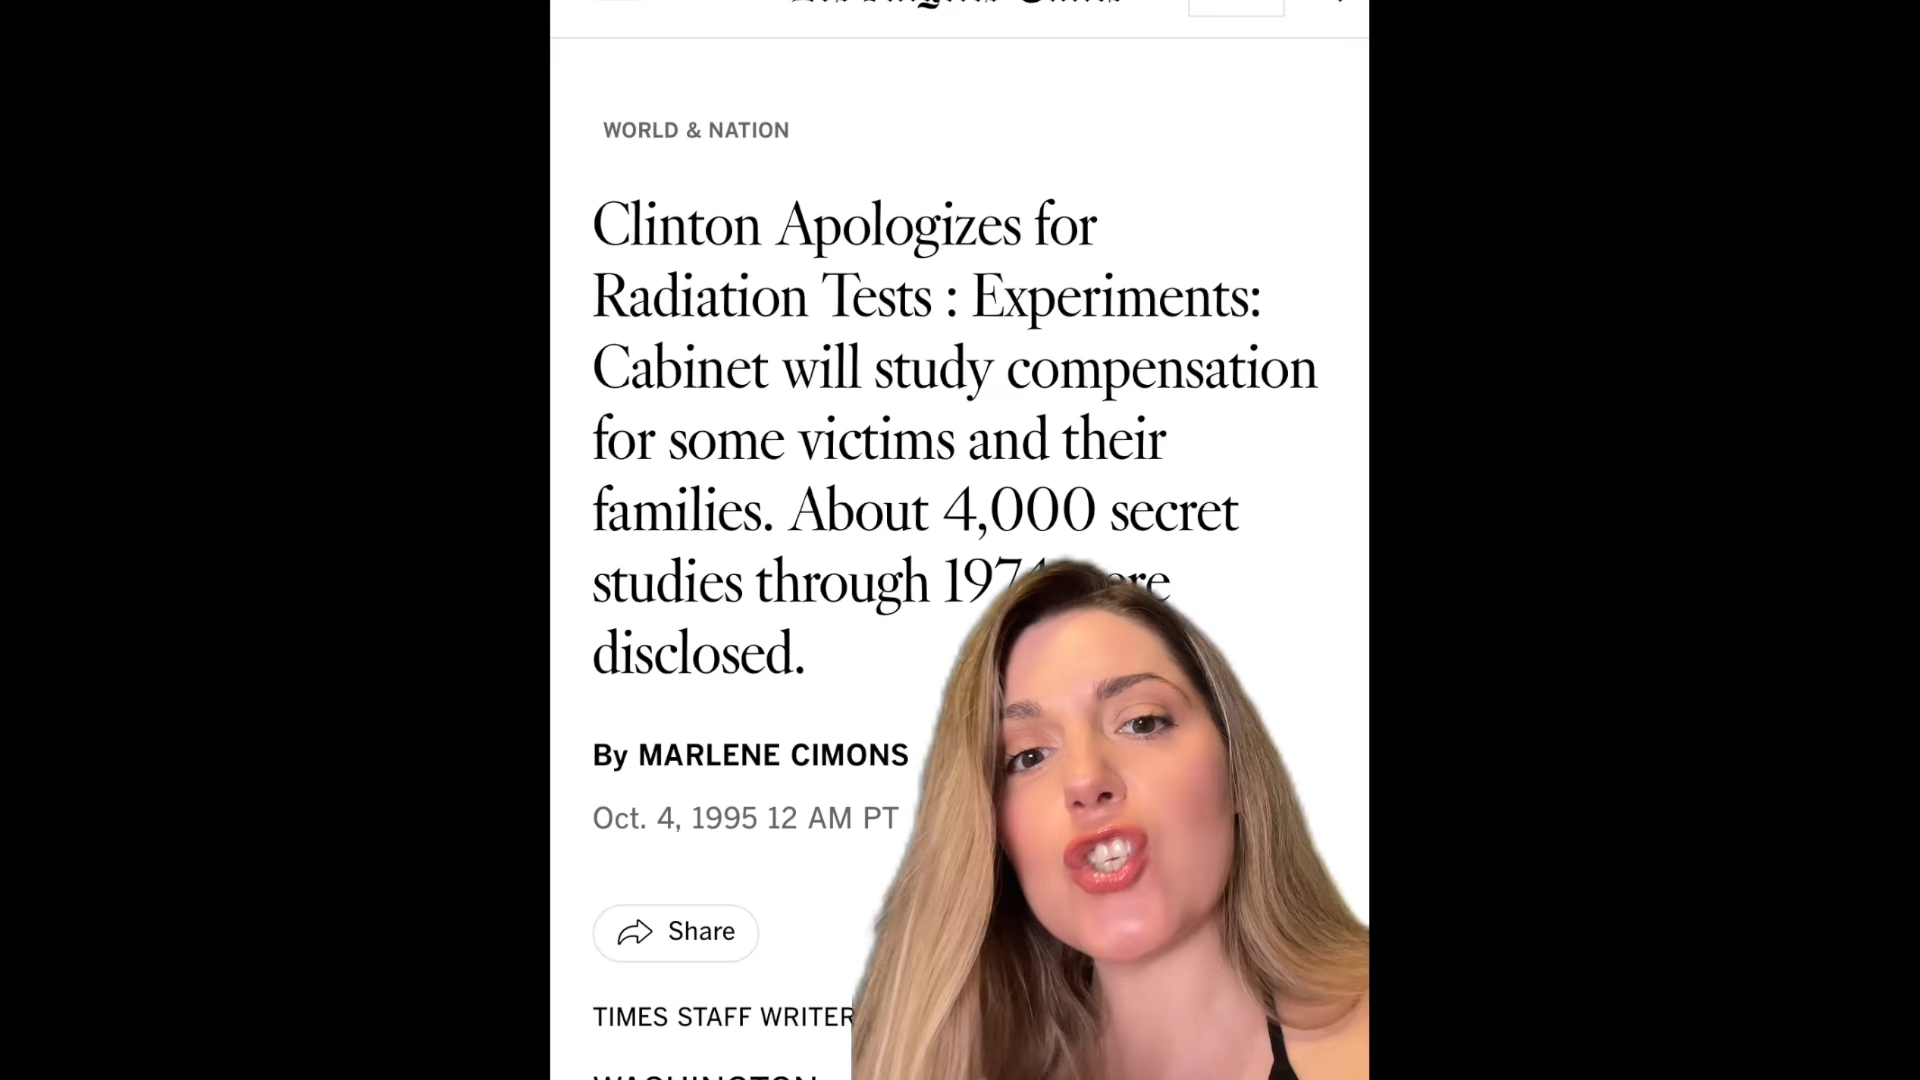 WORLD & NATION
Clinton Apologizes for
Radiation Tests : Experiments:
Cabinet will study compensation
for some victims and their
families. About 4,000 secret
studies through 197
disclosed.
By MARLENE CIMONS
Oct. 4, 1995 12 AM PT
Share
TIMES STAFF WRITER